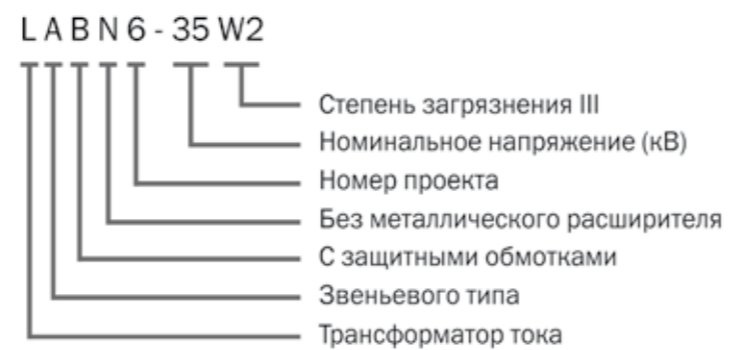 L A B N 6 - 35 W2
Степень загрязнения III
Номинальное напряжение (кВ)
Номер проекта
Без металлического расширителя
С защитными обмотками
Звеньевого типа
Трансформатор тока